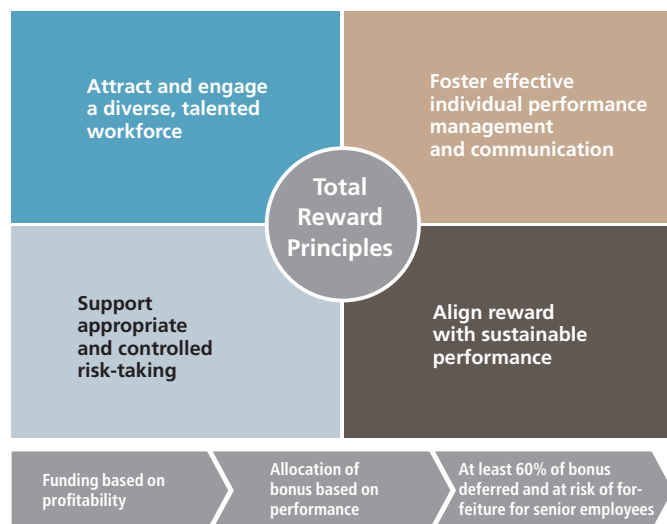 Attract and engage
a diverse, talented
workforce
Foster effective
individual performance
management
and communication
Total
Reward
Principles
Support
appropriate
and controlled
risk-taking
Align reward
with sustainable
performance
Funding based on
profitability
Allocation of
bonus based on
performance
At least 60% of bonus
deferred and at risk of for-
feiture for senior employees